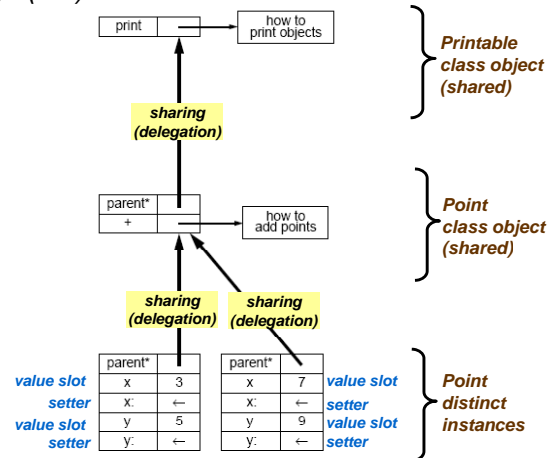 print
how to
print objects
Printable
class object
(shared)
sharing
(delegation)
parent*
+
how to
add points
Point
class object
(shared)
sharing
(delegation)
sharing
(delegation)
parent*
value slot x 3
setter x: ←
value slot y 5
setter y: ←
parent*
x 7 value slot
x: ← setter
y 9 value slot
y: ← setter
Point
distinct
instances